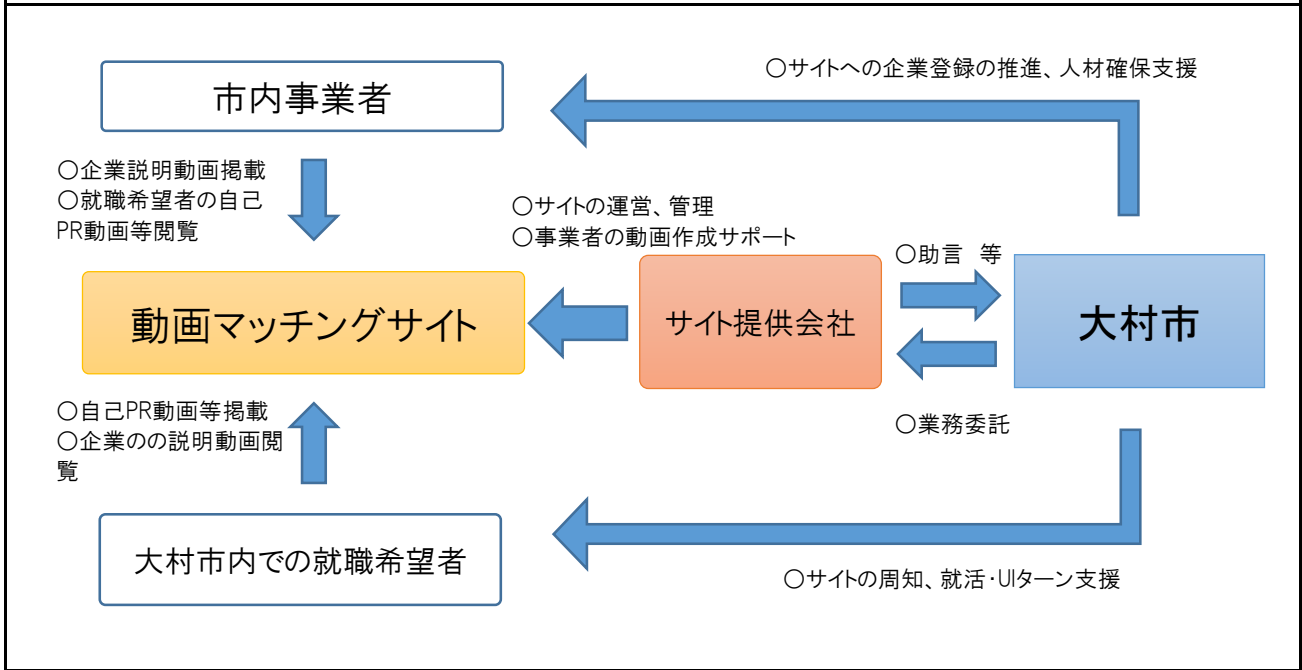 ○サイトへの企業登録の推進、人材確保支援
市内事業者
○企業説明動画掲載
○就職希望者の自己
PR動画等閲覧
○サイトの運営、管理
○事業者の動画作成サポート
○助言　等
動画マッチングサイト
サイト提供会社
大村市
○業務委託
○自己PR動画等掲載
○企業のの説明動画閲
覧
大村市内での就職希望者
○サイトの周知、就活・UIターン支援